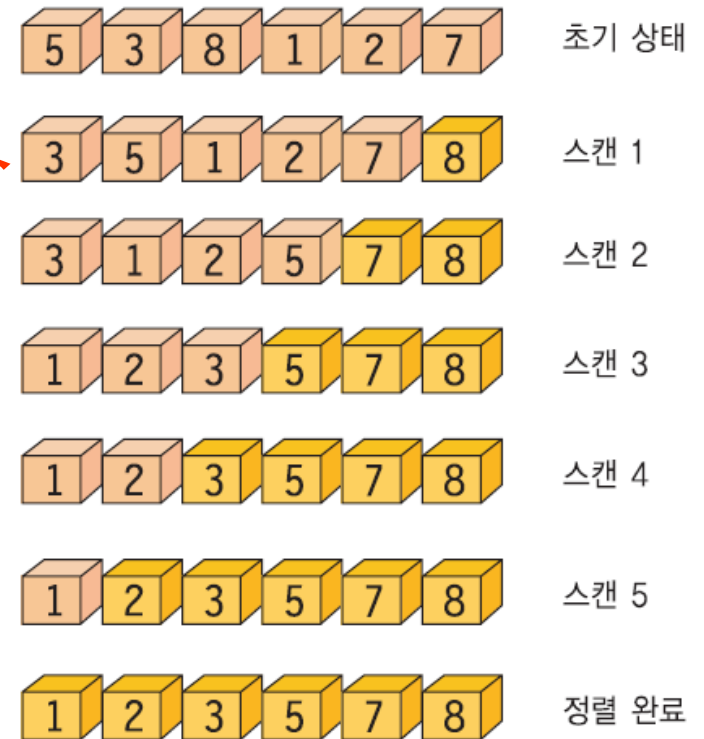 5 3 8 1 2 7 초기 상태
3 5 1 2 7 8 스캔 1
3 1 2 5 7 8 스캔 2
1 2 3 5 7 8 스캔 3
1 2 3 5 7 8 스캔 4
1 2 3 5 7 8 스캔 5
1 2 3 5 7 8 정렬 완료